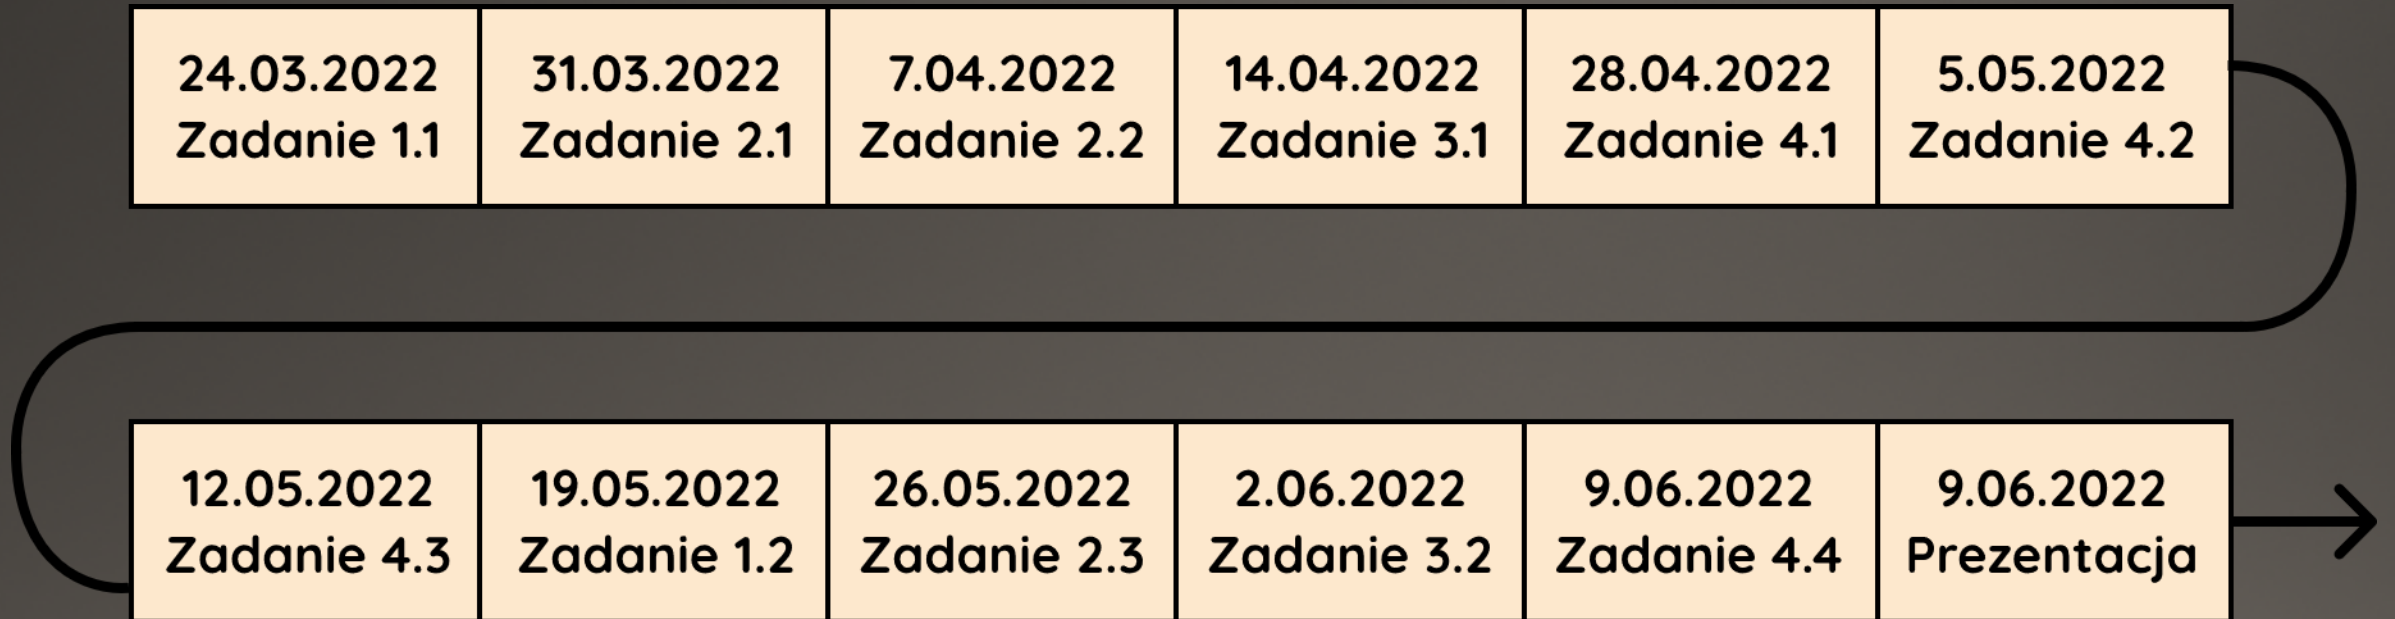 24.03.2022
Zadanie 1.1
31.03.2022
Zadanie 2.1
7.04.2022
Zadanie 2.2
14.04.2022
Zadanie 3.1
28.04.2022
Zadanie 4.1
5.05.2022
Zadanie 4.2
12.05.2022
Zadanie 4.3
19.05.2022
Zadanie 1.2
26.05.2022
Zadanie 2.3
2.06.2022
Zadanie 3.2
9.06.2022
Zadanie 4.4
9.06.2022
Prezentacja